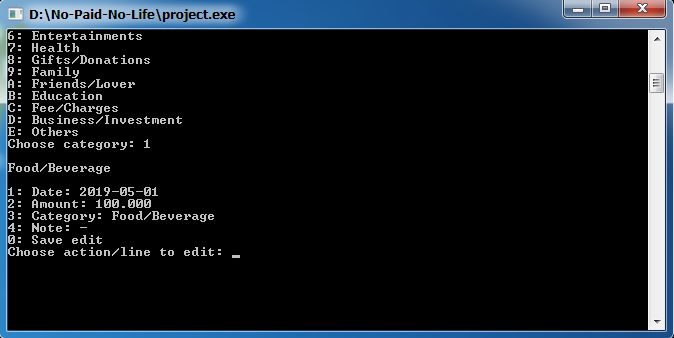 D:\No-Paid-No-Life\project.exe
6: Entertainments
7: Health
8: Gifts/Donations
9: Family
A: Friends/Lover
B: Education
C: Fee/Charges
D: Business/Investment
E: Others
Choose category: 1
Food/Beverage
1: Date: 2019-05-01
2: Amount: 100.000
3: Category: Food/Beverage
4: Note: -
0: Save edit
Choose action/line to edit: _